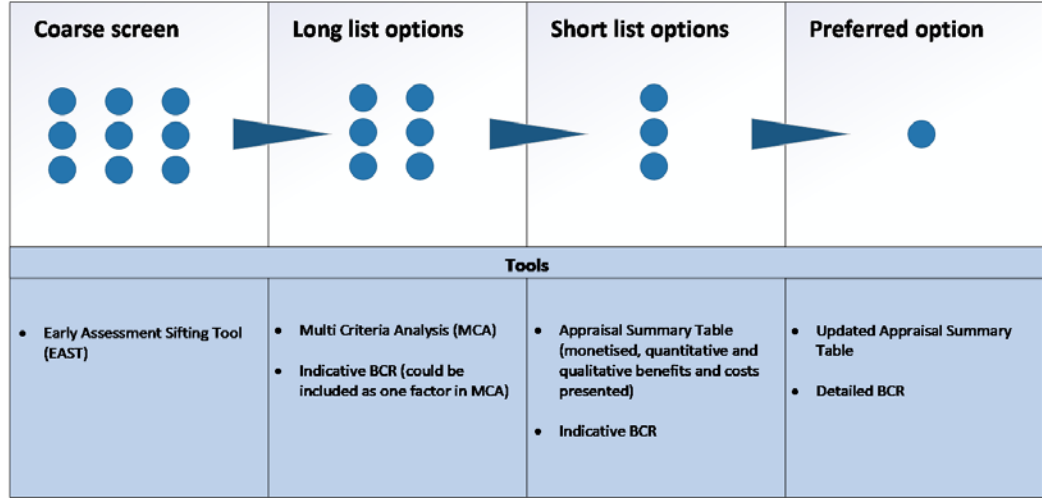 Coarse screen
Long list options
Short list options
Preferred option
Tools
• Early Assessment Sifting Tool
(EAST)
• Multi Criteria Analysis (MCA)
• Indicative BCR (could be
included as one factor in MCA)
• Appraisal Summary Table
(monetised, quantitative and
qualitative benefits and costs
presented)
• Indicative BCR
• Updated Appraisal Summary
Table
• Detailed BCR